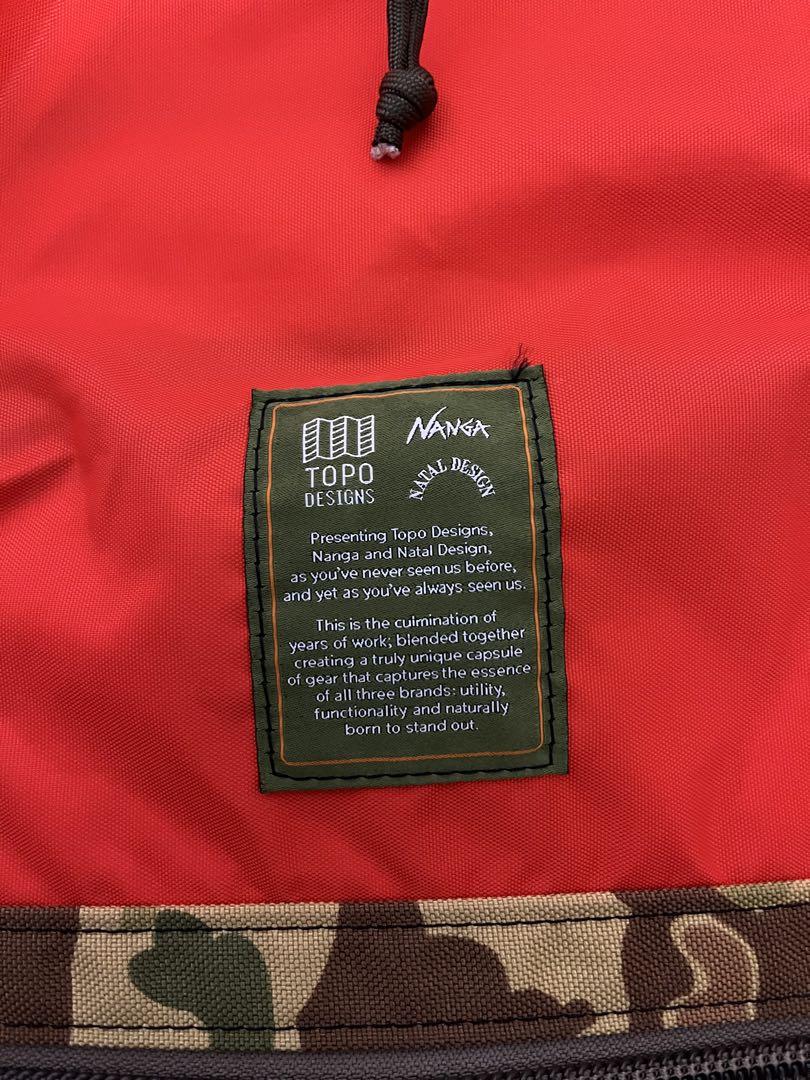 TOPO
DESIGNS
NANGA
NATAL DESIGN
Presenting Topo Designs,
Nanga and Natal Design,
as you've never seen us before,
and yet as you've always seen us.
This is the culmination of
years of work; blended together
creating a truly unique capsule
of gear that captures the essence
of all three brands: utility,
functionality and naturally
born to stand out.